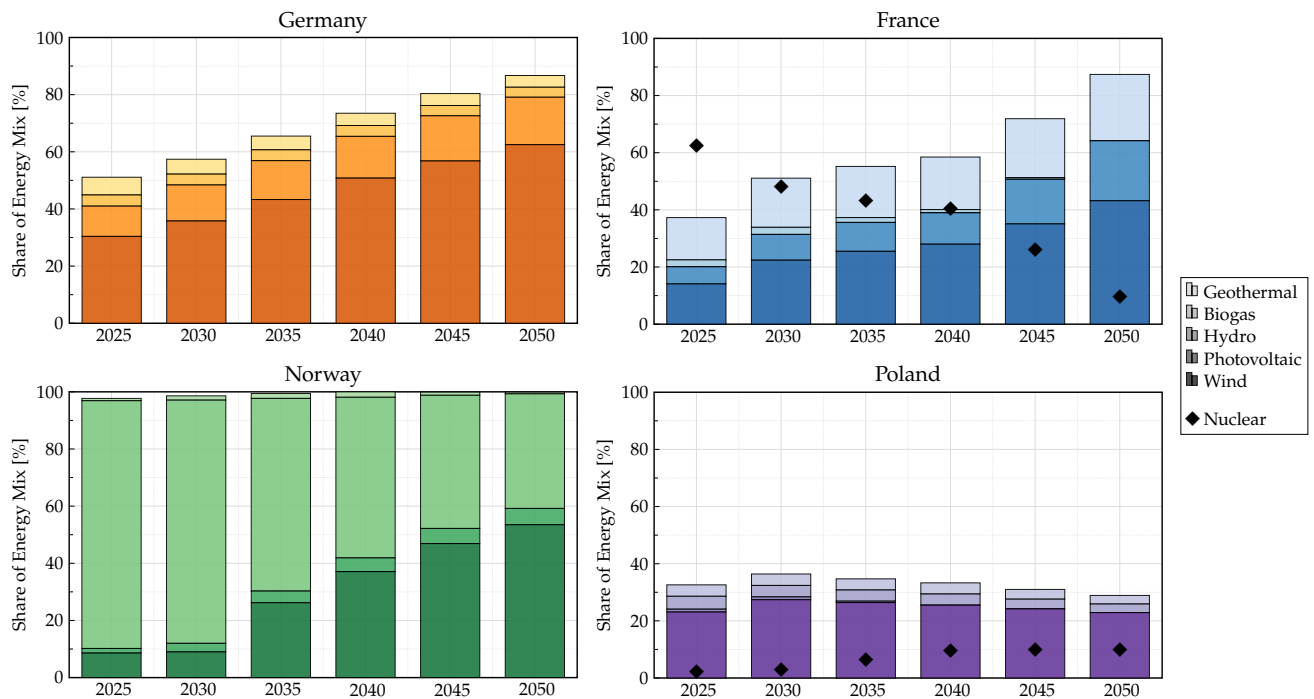 Germany
Share of Energy Mix [%]
100
80
60
40
20
0
2025 2030 2035 2040 2045 2050
France
Share of Energy Mix [%]
100
80
60
40
20
0
2025 2030 2035 2040 2045 2050
Norway
Share of Energy Mix [%]
100
80
60
40
20
0
2025 2030 2035 2040 2045 2050
Poland
Share of Energy Mix [%]
100
80
60
40
20
0
2025 2030 2035 2040 2045 2050
Geothermal
Biogas
Hydro
Photovoltaic
Wind
Nuclear